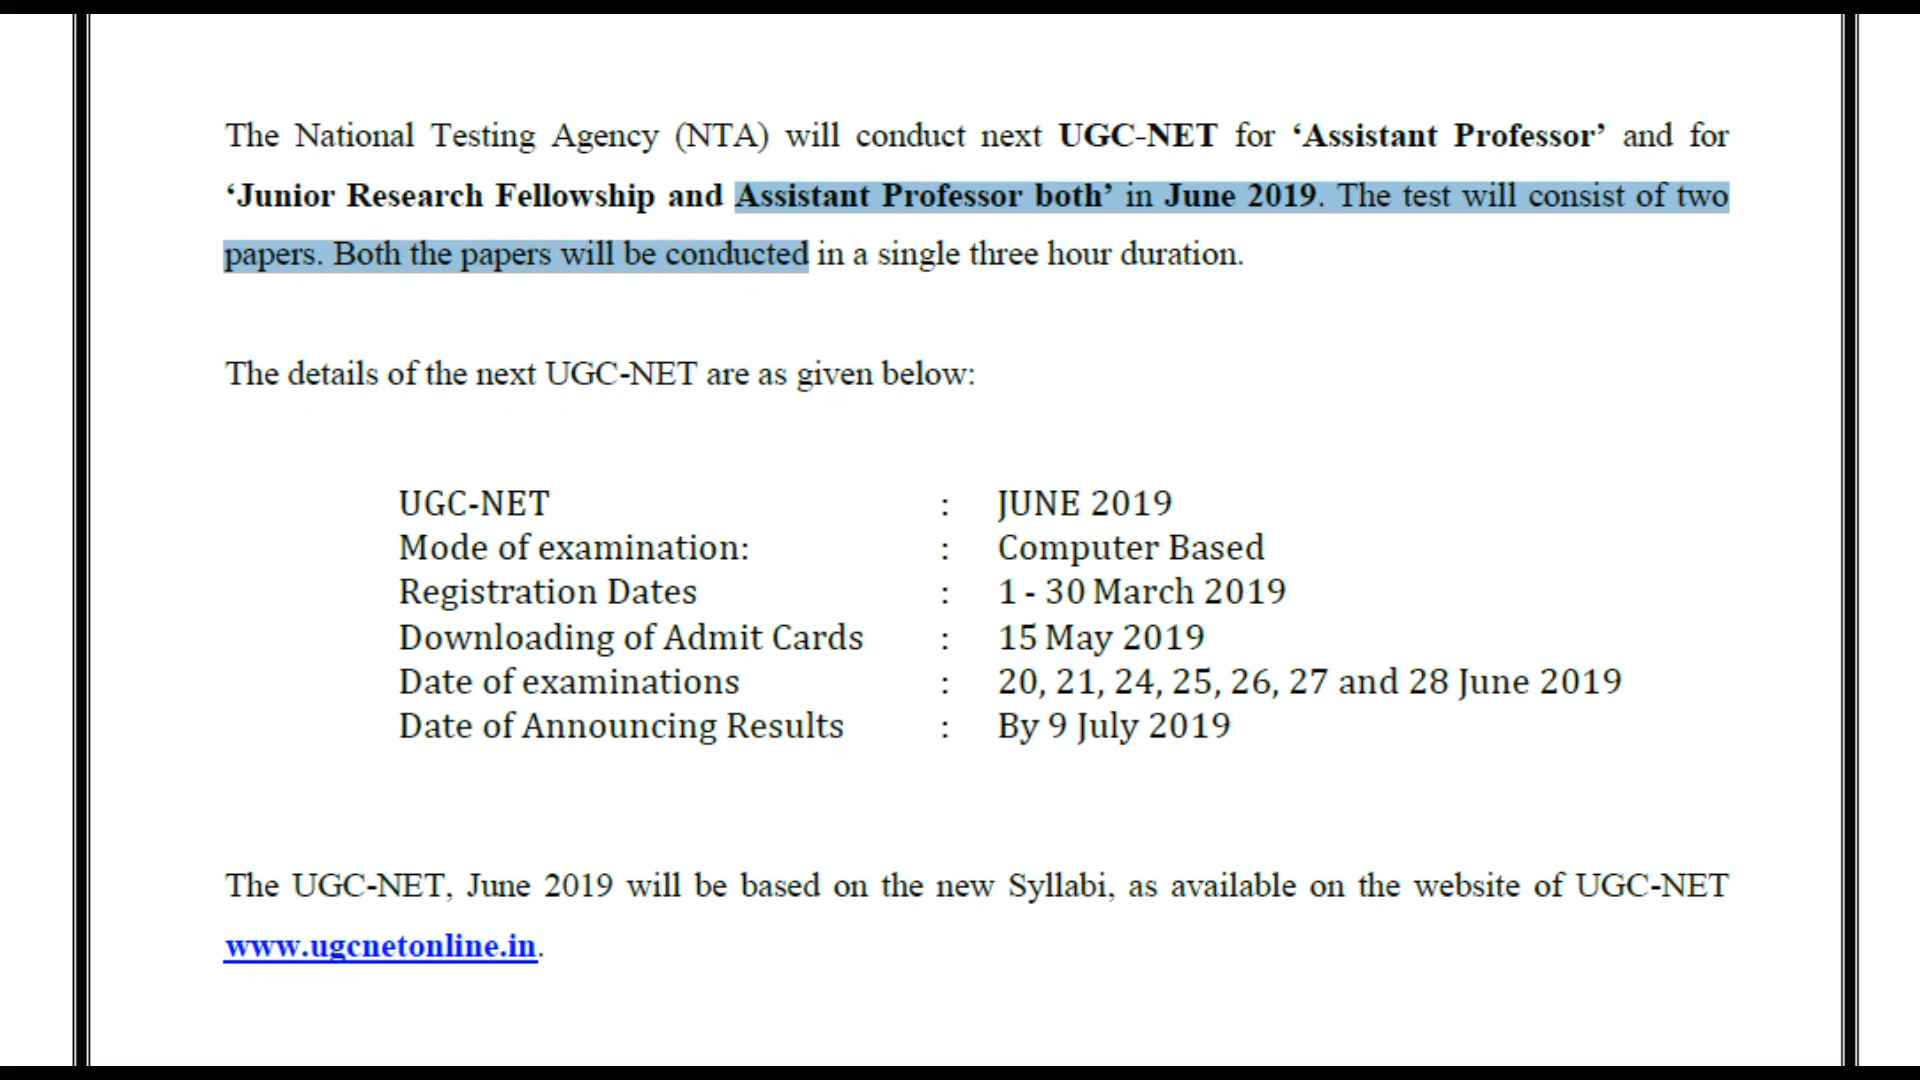 The National Testing Agency (NTA) will conduct next UGC-NET for ‘Assistant Professor’ and for
‘Junior Research Fellowship and Assistant Professor both’ in June 2019. The test will consist of two
papers. Both the papers will be conducted in a single three hour duration.
The details of the next UGC-NET are as given below:
UGC-NET : JUNE 2019
Mode of examination: : Computer Based
Registration Dates : 1 - 30 March 2019
Downloading of Admit Cards : 15 May 2019
Date of examinations : 20, 21, 24, 25, 26, 27 and 28 June 2019
Date of Announcing Results : By 9 July 2019
The UGC-NET, June 2019 will be based on the new Syllabi, as available on the website of UGC-NET
www.ugcnetonline.in.